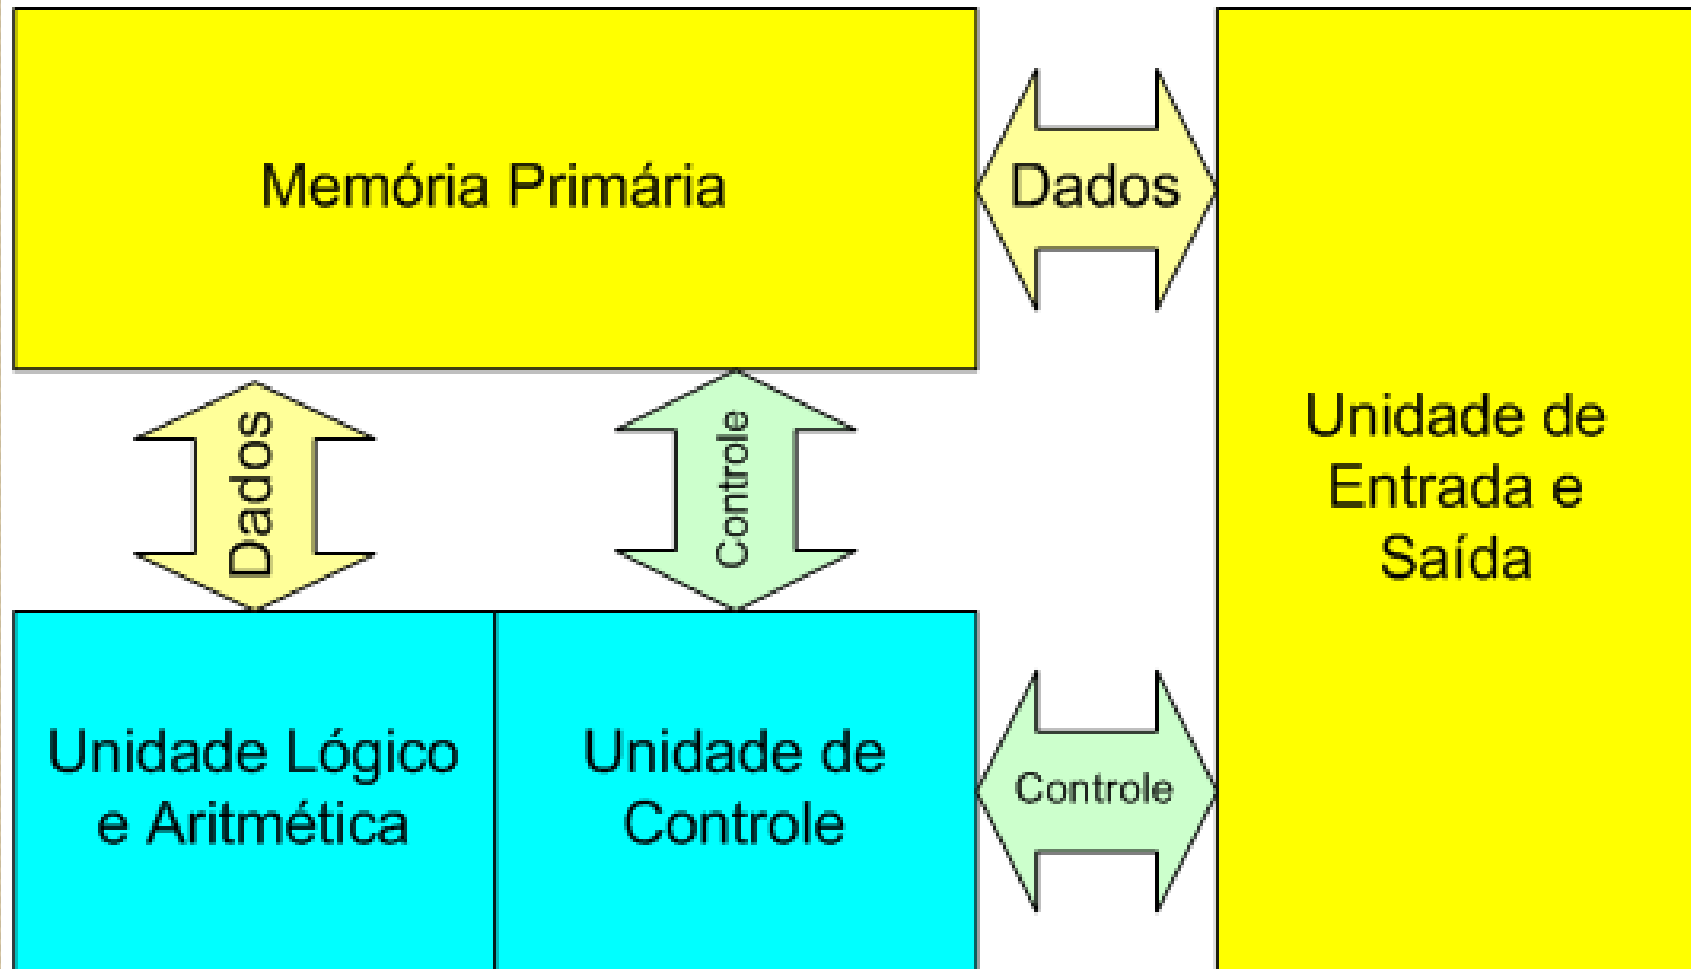 Memória Primária
Dados
Dados
Controle
Unidade de
Entrada e
Saída
Unidade Lógico
e Aritmética
Unidade de
Controle
Controle